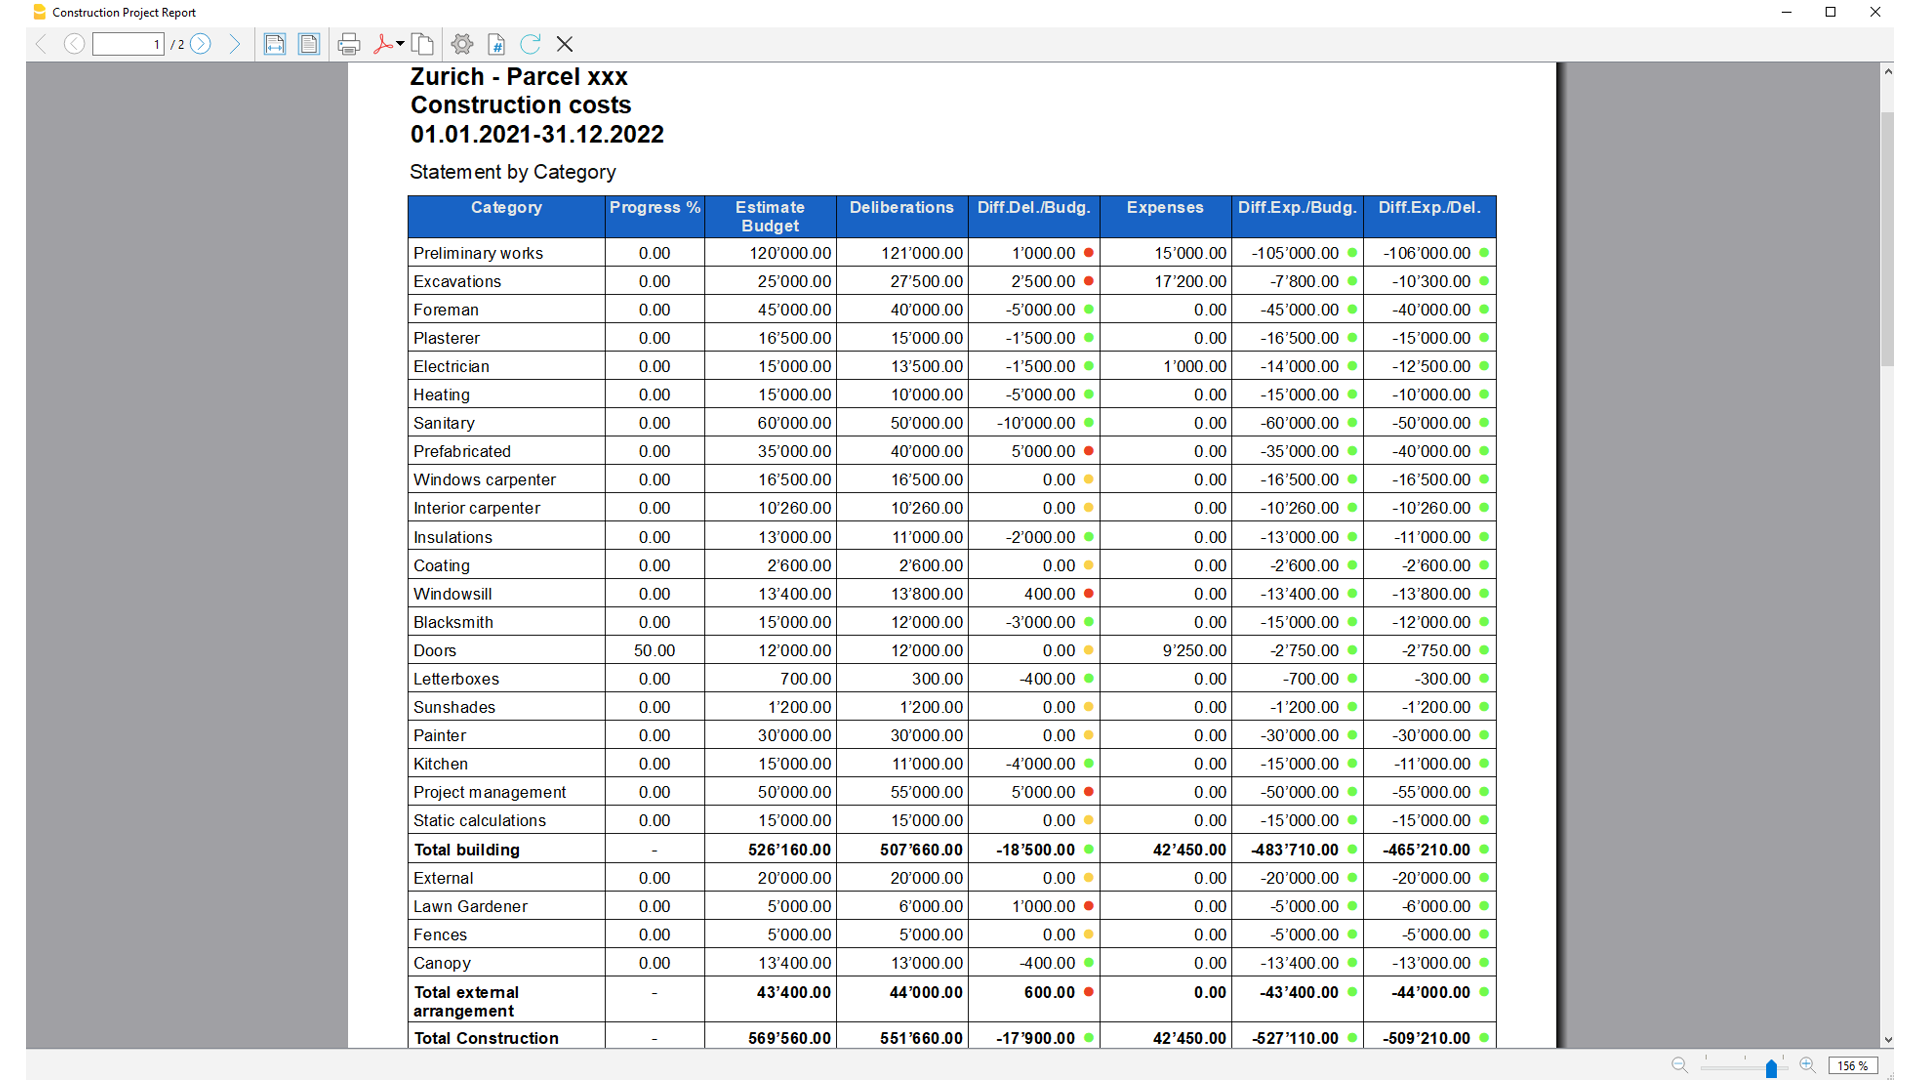 Construction Project Report
1 / 2
Zurich - Parcel xxx
Construction costs
01.01.2021-31.12.2022
Statement by Category
Category Progress % Estimate Budget Deliberations Diff.Del./Budg. Expenses Diff.Exp./Budg. Diff.Exp./Del.
Preliminary works 0.00 120’000.00 121’000.00 1’000.00 15’000.00 -105’000.00 -106’000.00
Excavations 0.00 25’000.00 27’500.00 2’500.00 17’200.00 -7’800.00 -10’300.00
Foreman 0.00 45’000.00 40’000.00 -5’000.00 0.00 -45’000.00 -40’000.00
Plasterer 0.00 16’500.00 15’000.00 -1’500.00 0.00 -16’500.00 -15’000.00
Electrician 0.00 15’000.00 13’500.00 -1’500.00 1’000.00 -14’000.00 -12’500.00
Heating 0.00 15’000.00 10’000.00 -5’000.00 0.00 -15’000.00 -10’000.00
Sanitary 0.00 60’000.00 50’000.00 -10’000.00 0.00 -60’000.00 -50’000.00
Prefabricated 0.00 35’000.00 40’000.00 5’000.00 0.00 -35’000.00 -40’000.00
Windows carpenter 0.00 16’500.00 16’500.00 0.00 0.00 -16’500.00 -16’500.00
Interior carpenter 0.00 10’260.00 10’260.00 0.00 0.00 -10’260.00 -10’260.00
Insulations 0.00 13’000.00 11’000.00 -2’000.00 0.00 -13’000.00 -11’000.00
Coating 0.00 2’600.00 2’600.00 0.00 0.00 -2’600.00 -2’600.00
Windowsill 0.00 13’400.00 13’800.00 400.00 0.00 -13’400.00 -13’800.00
Blacksmith 0.00 15’000.00 12’000.00 -3’000.00 0.00 -15’000.00 -12’000.00
Doors 50.00 12’000.00 12’000.00 0.00 9’250.00 -2’750.00 -2’750.00
Letterboxes 0.00 700.00 300.00 -400.00 0.00 -700.00 -300.00
Sunshades 0.00 1’200.00 1’200.00 0.00 0.00 -1’200.00 -1’200.00
Painter 0.00 30’000.00 30’000.00 0.00 0.00 -30’000.00 -30’000.00
Kitchen 0.00 15’000.00 11’000.00 -4’000.00 0.00 -15’000.00 -11’000.00
Project management 0.00 50’000.00 55’000.00 5’000.00 0.00 -50’000.00 -55’000.00
Static calculations 0.00 15’000.00 15’000.00 0.00 0.00 -15’000.00 -15’000.00
Total building - 526’160.00 507’660.00 -18’500.00 42’450.00 -483’710.00 -465’210.00
External 0.00 20’000.00 20’000.00 0.00 0.00 -20’000.00 -20’000.00
Lawn Gardener 0.00 5’000.00 6’000.00 1’000.00 0.00 -5’000.00 -6’000.00
Fences 0.00 5’000.00 5’000.00 0.00 0.00 -5’000.00 -5’000.00
Canopy 0.00 13’400.00 13’000.00 -400.00 0.00 -13’400.00 -13’000.00
Total external arrangement - 43’400.00 44’000.00 600.00 0.00 -43’400.00 -44’000.00
Total Construction - 569’560.00 551’660.00 -17’900.00 42’450.00 -527’110.00 -509’210.00
156 %